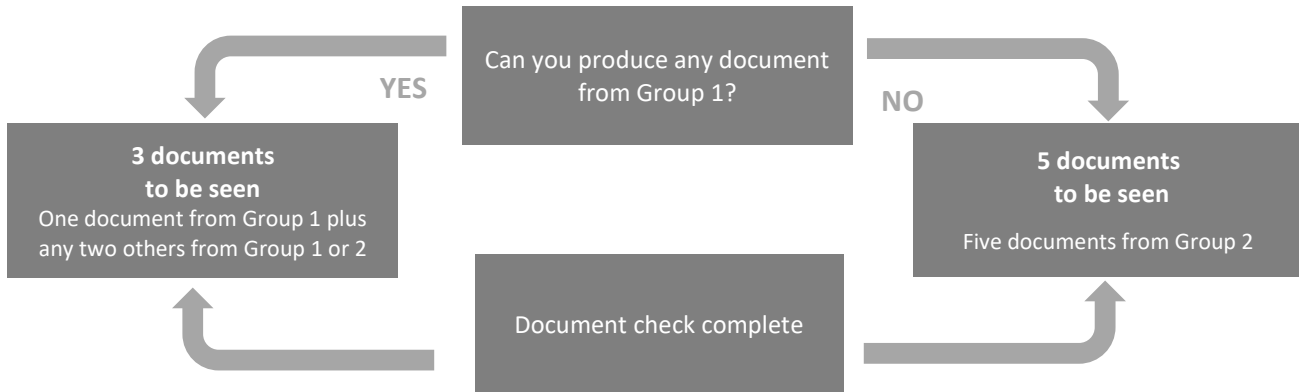 Can you produce any document
from Group 1?
YES
NO
3 documents
to be seen
One document from Group 1 plus
any two others from Group 1 or 2
5 documents
to be seen
Five documents from Group 2
Document check complete